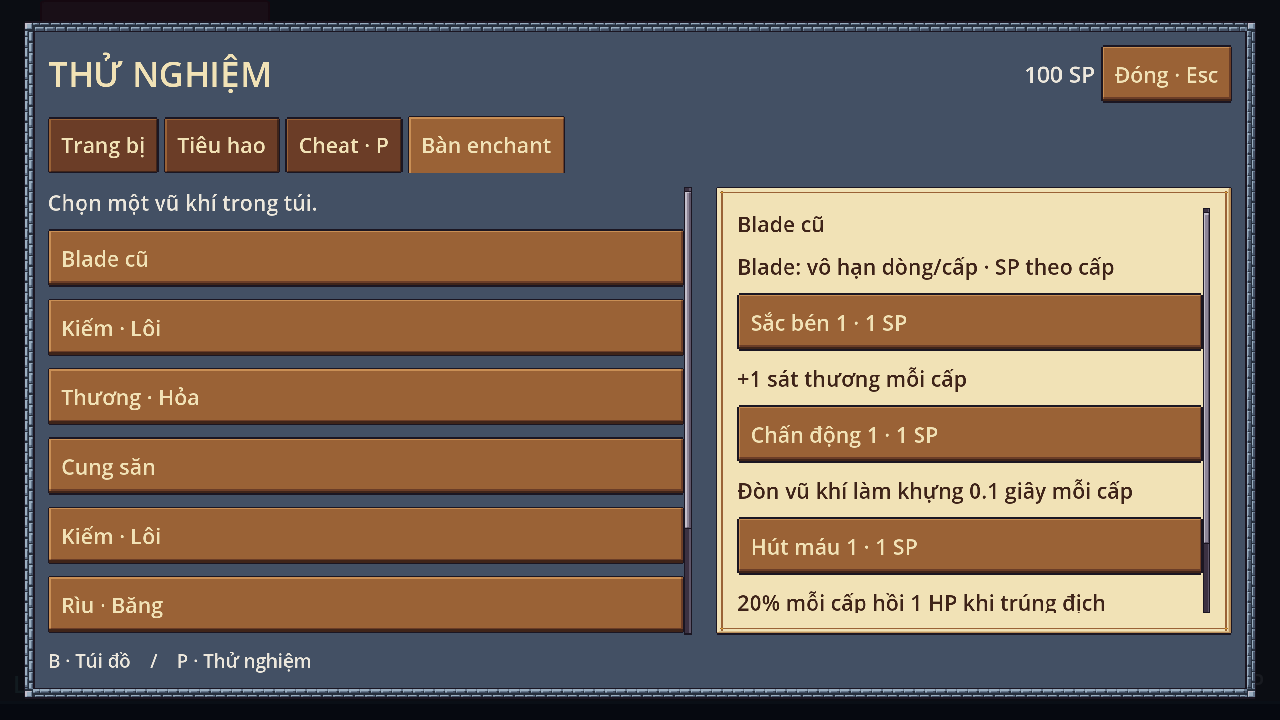 THỬ NGHIỆM
100 SP
Đóng · Esc
Trang bị
Tiêu hao
Cheat · P
Bàn enchant
Chọn một vũ khí trong túi.
Blade cũ
Kiếm · Lôi
Thương · Hỏa
Cung săn
Kiếm · Lôi
Rìu · Băng
Blade cũ
Blade: vô hạn dòng/cấp · SP theo cấp
Sắc bén 1 · 1 SP
+1 sát thương mỗi cấp
Chấn động 1 · 1 SP
Đòn vũ khí làm khựng 0.1 giây mỗi cấp
Hút máu 1 · 1 SP
20% mỗi cấp hồi 1 HP khi trúng địch
B · Túi đồ / P · Thử nghiệm